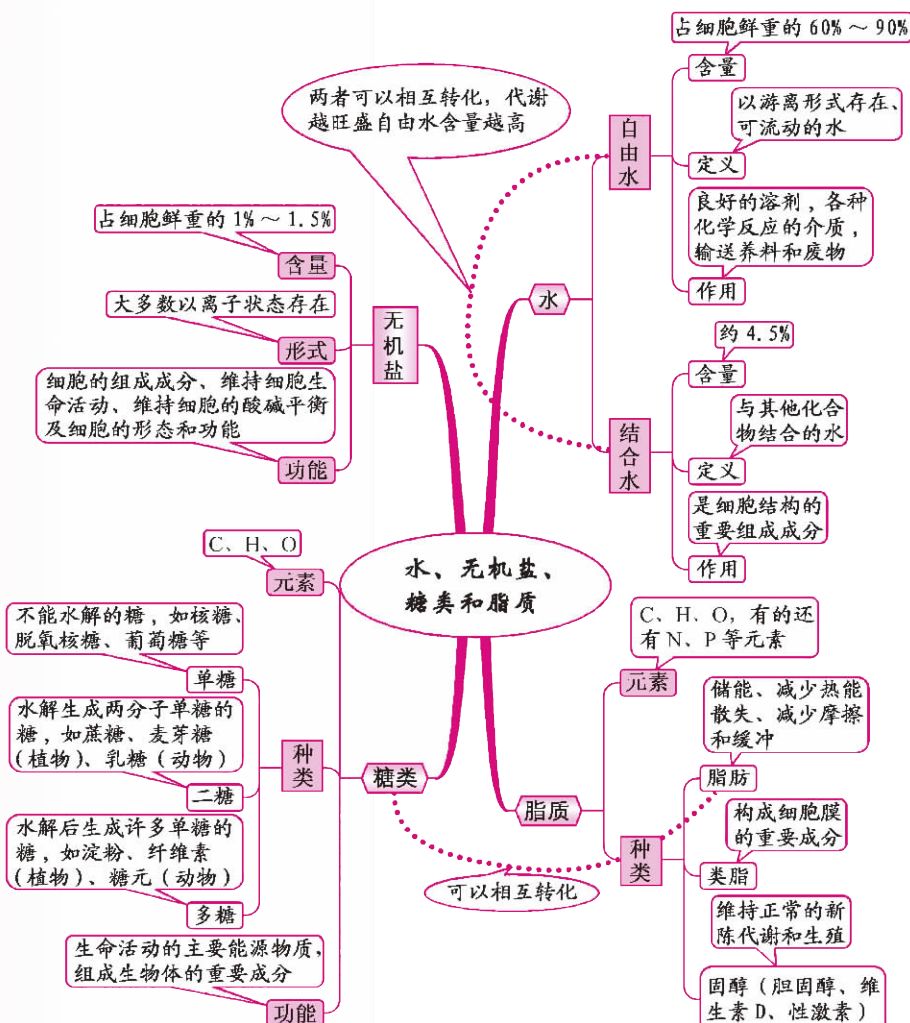 水、无机盐、
糖类和脂质
水
自由水
占细胞鲜重的 60% ~ 90%
含量
以游离形式存在、
可流动的水
定义
良好的溶剂，各种
化学反应的介质，
输送养料和废物
作用
两者可以相互转化，代谢
越旺盛自由水含量越高
结合水
约 4.5%
含量
与其他化合
物结合的水
定义
是细胞结构的
重要组成成分
作用
无机盐
占细胞鲜重的 1% ~ 1.5%
含量
大多数以离子状态存在
形式
细胞的组成成分、维持细胞生
命活动、维持细胞的酸碱平衡
及细胞的形态和功能
功能
糖类
C、H、O
元素
种类
不能水解的糖，如核糖、
脱氧核糖、葡萄糖等
单糖
水解生成两分子单糖的
糖，如蔗糖、麦芽糖
(植物)、乳糖（动物）
二糖
水解后生成许多单糖的
糖，如淀粉、纤维素
(植物)、糖元（动物）
多糖
生命活动的主要能源物质，
组成生物体的重要成分
功能
可以相互转化
脂质
C、H、O，有的还
有 N、P 等元素
元素
种类
储能、减少热能
散失、减少摩擦
和缓冲
脂肪
构成细胞膜
的重要成分
类脂
维持正常的新
陈代谢和生殖
固醇（胆固醇、维
生素 D、性激素）